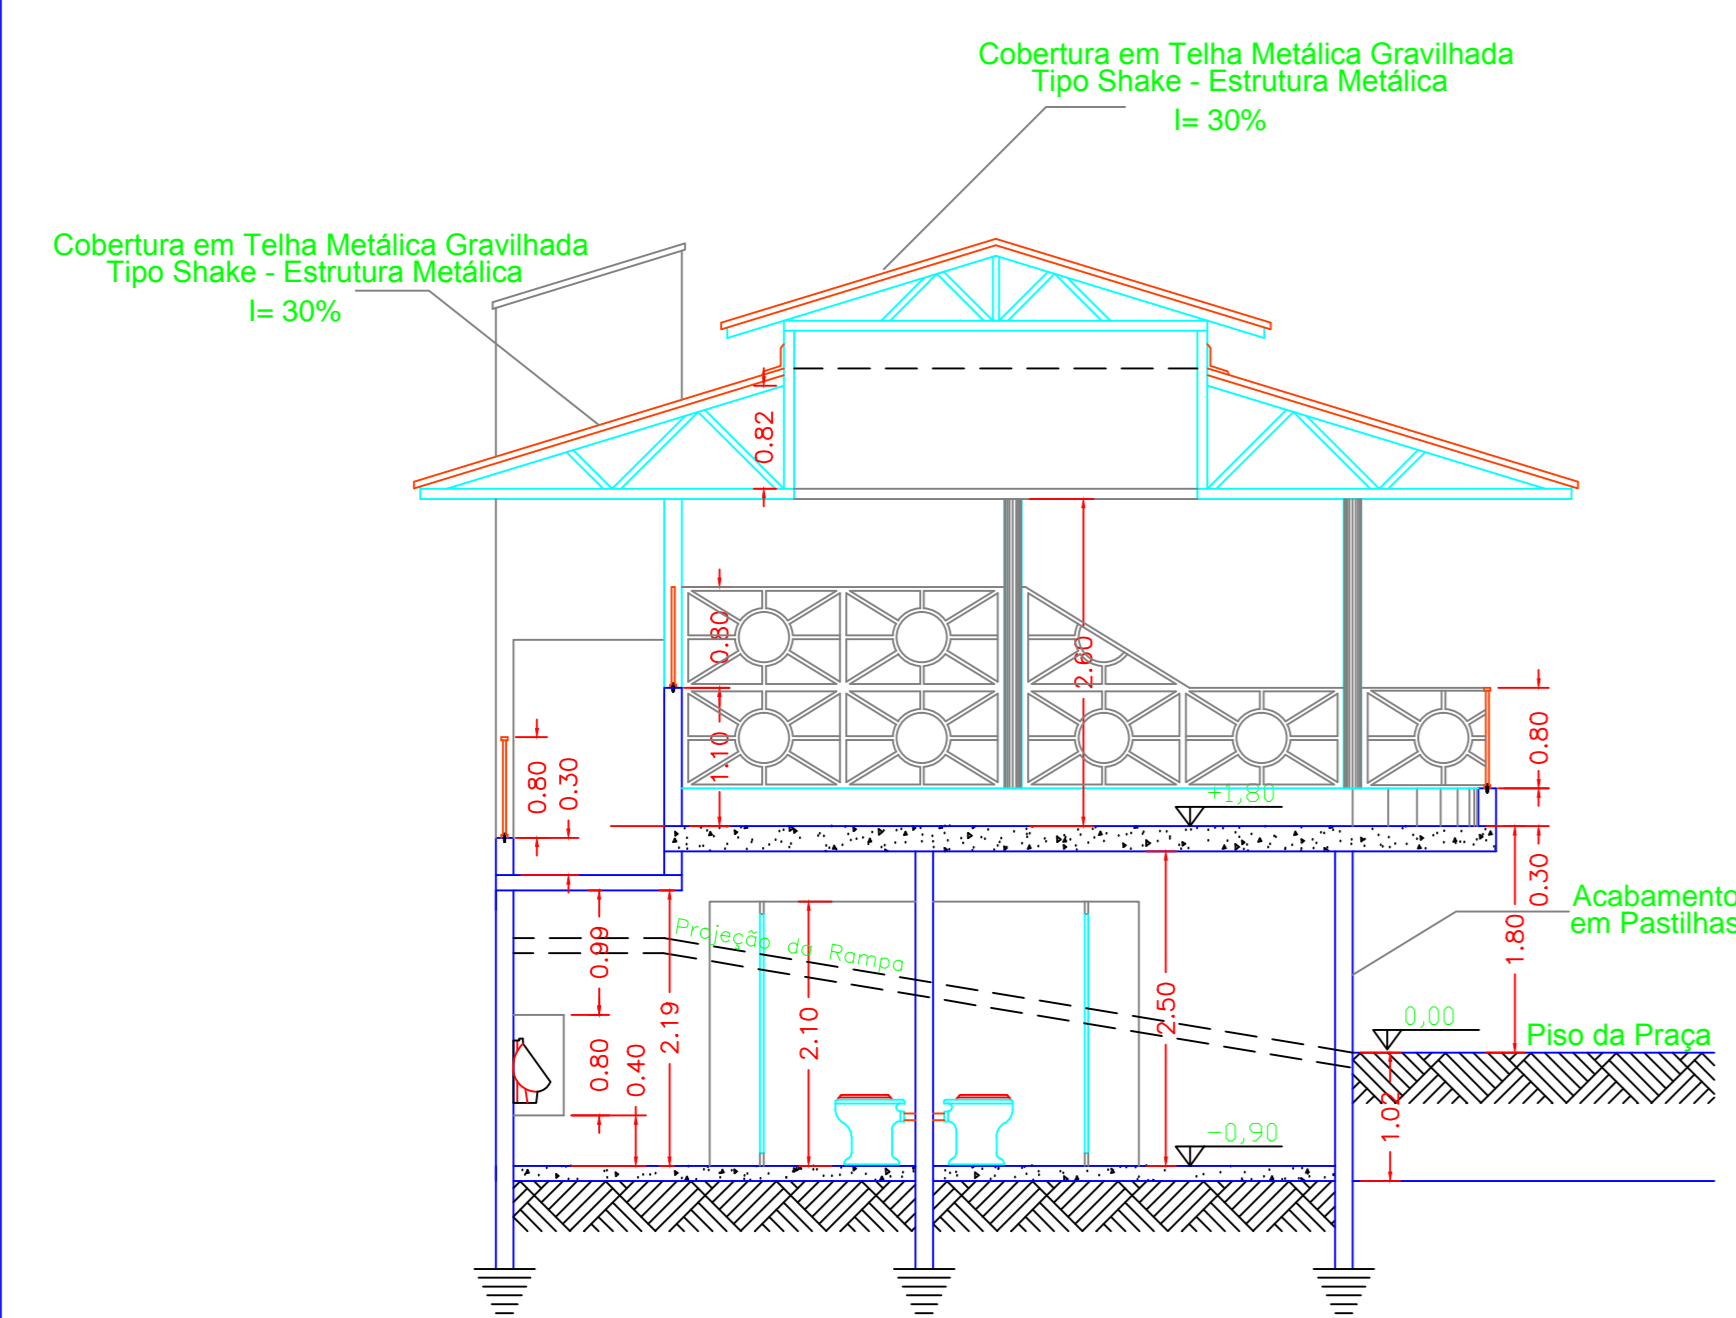 Cobertura em Telha Metálica Gravilhada
Tipo Shake - Estrutura Metálica
I= 30%
Cobertura em Telha Metálica Gravilhada
Tipo Shake - Estrutura Metálica
I= 30%
0.82
0.80
2.60
1.10
0.80
0.30
0.80
+1,80
0.30
Acabamento
em Pastilhas
1.80
Projeção da Rampa
0.99
2.19
2.10
2.50
0,00
Piso da Praça
0.80
0.40
1.02
-0,90